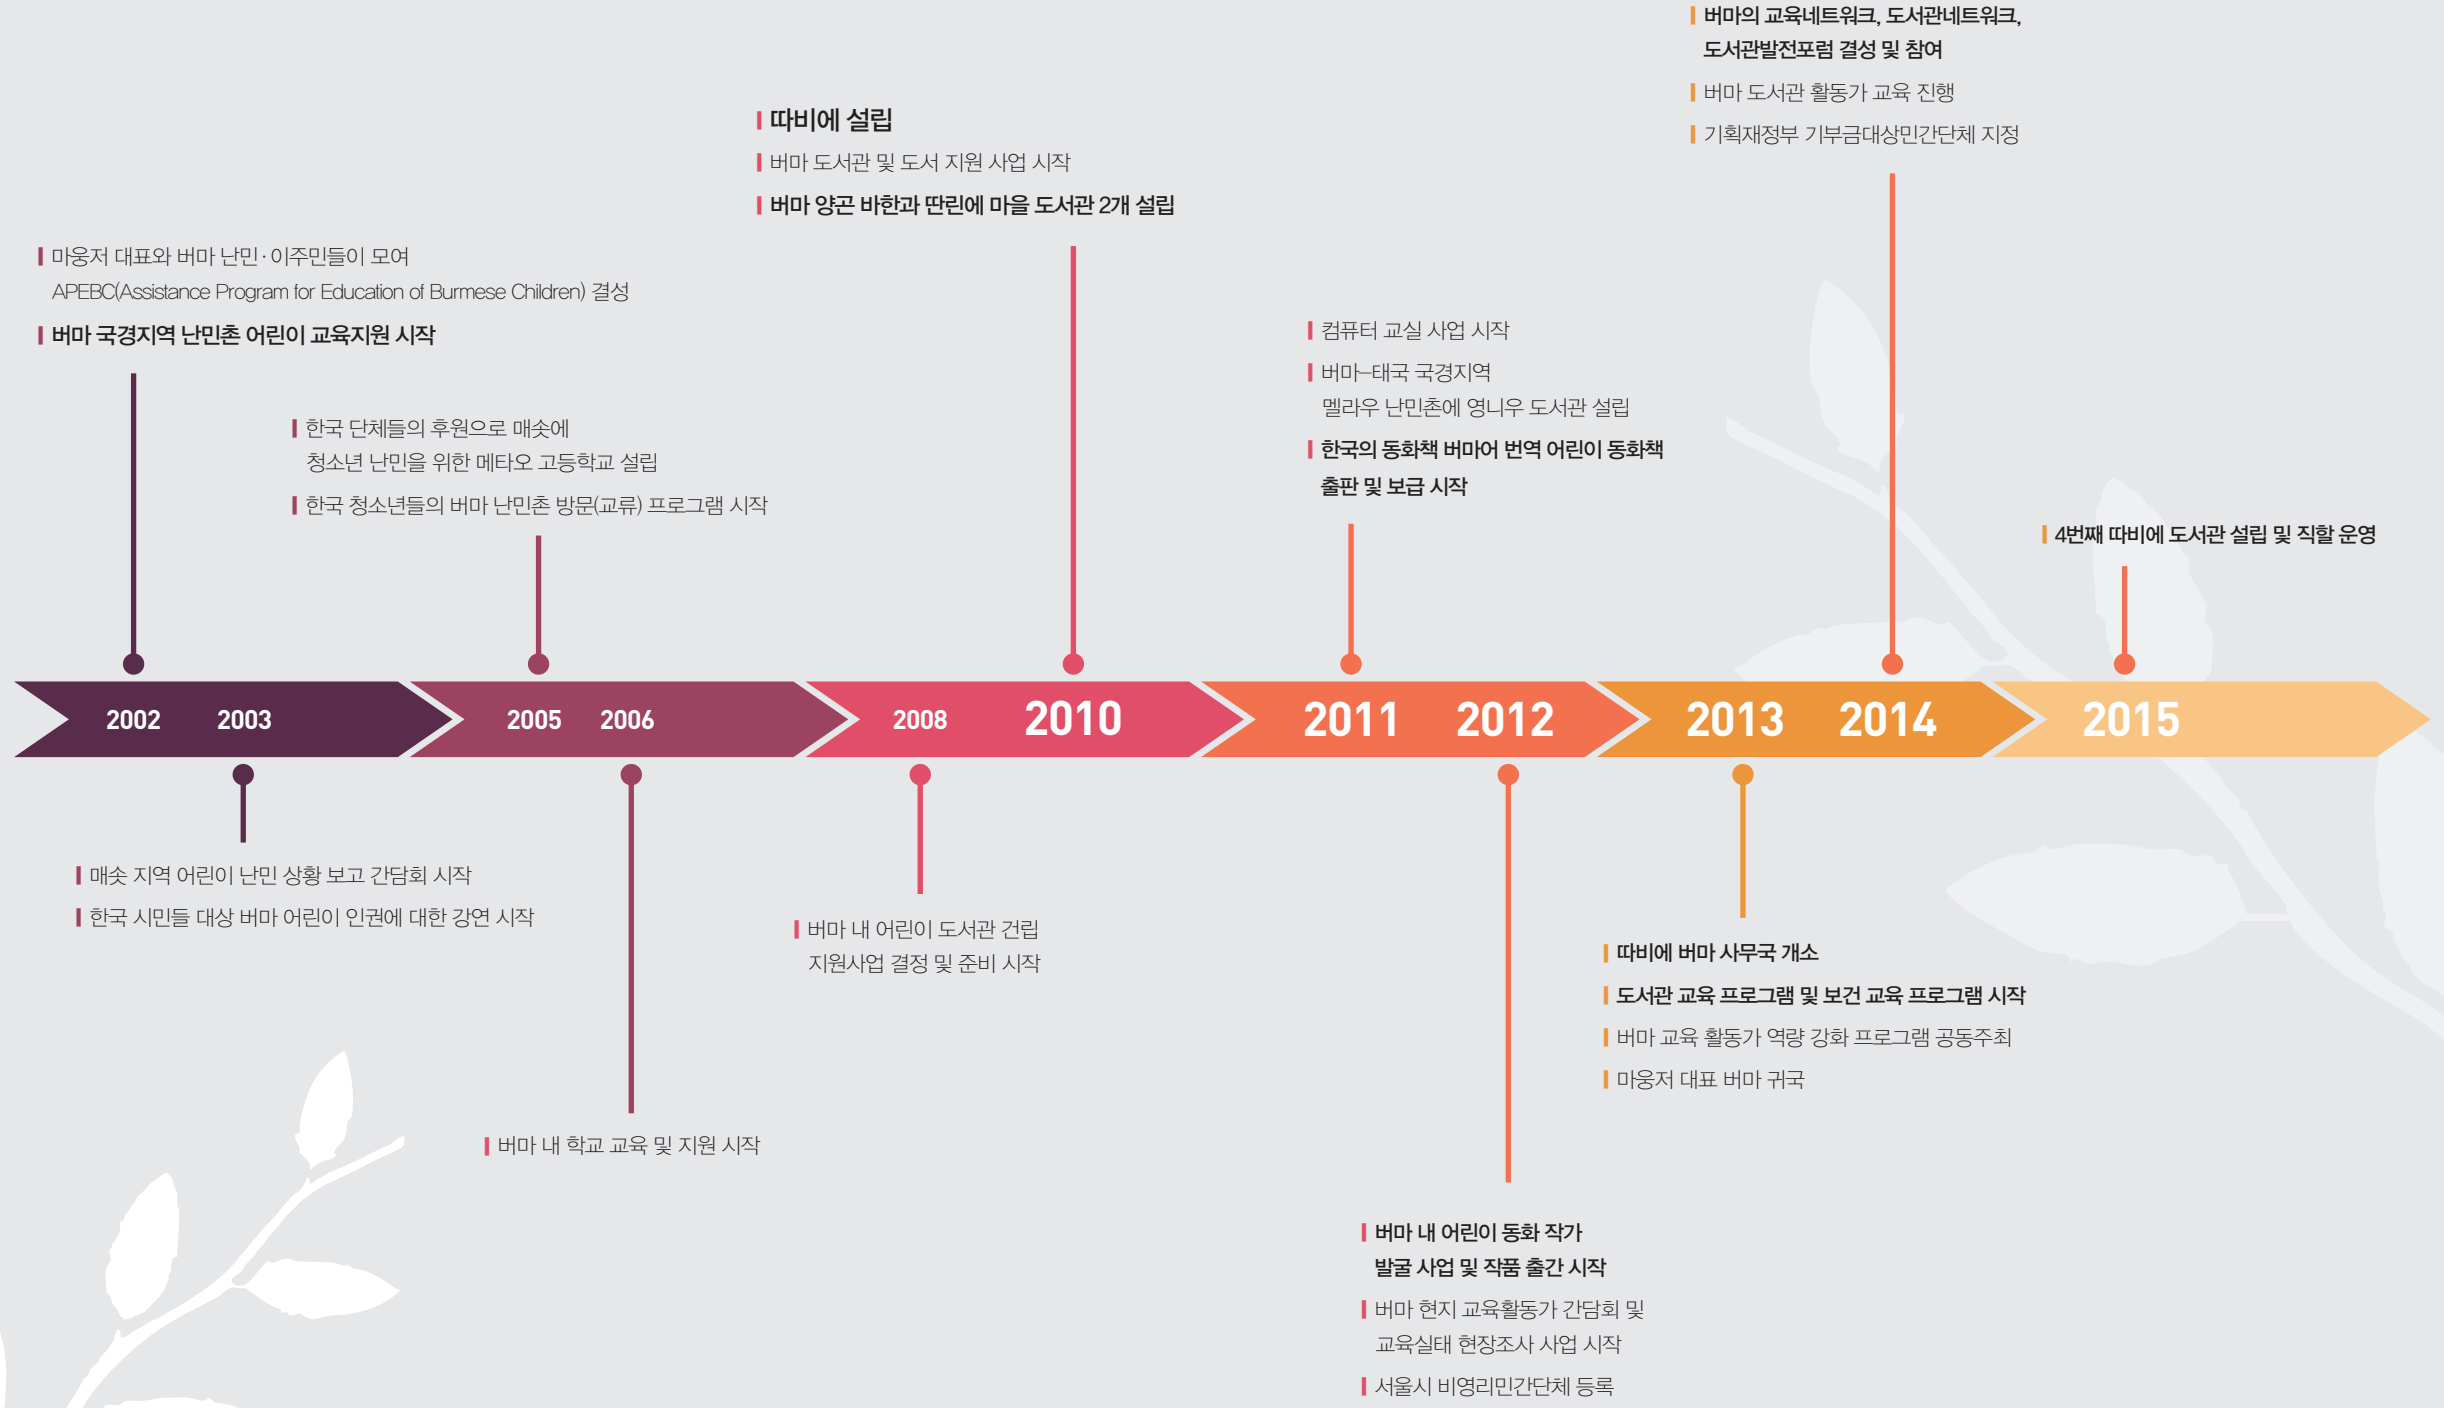 버마의 교육네트워크, 도서관네트워크,
도서관발전포럼 결성 및 참여
버마 도서관 활동가 교육 진행
기획재정부 기부금대상민간단체 지정
따비에 설립
버마 도서관 및 도서 지원 사업 시작
버마 양곤 바한과 딴린에 마을 도서관 2개 설립
마웅저 대표와 버마 난민·이주민들이 모여
APEBC(Assistance Program for Education of Burmese Children) 결성
버마 국경지역 난민촌 어린이 교육지원 시작
한국 단체들의 후원으로 매솟에
청소년 난민을 위한 메타오 고등학교 설립
한국 청소년들의 버마 난민촌 방문(교류) 프로그램 시작
컴퓨터 교실 사업 시작
버마-태국 국경지역
멜라우 난민촌에 영니우 도서관 설립
한국의 동화책 버마어 번역 어린이 동화책
출판 및 보급 시작
4번째 따비에 도서관 설립 및 직할 운영
2002 2003 2005 2006 2008 2010 2011 2012 2013 2014 2015
매솟 지역 어린이 난민 상황 보고 간담회 시작
한국 시민들 대상 버마 어린이 인권에 대한 강연 시작
버마 내 학교 교육 및 지원 시작
버마 내 어린이 도서관 건립
지원사업 결정 및 준비 시작
버마 내 어린이 동화 작가
발굴 사업 및 작품 출간 시작
버마 현지 교육활동가 간담회 및
교육실태 현장조사 사업 시작
서울시 비영리민간단체 등록
따비에 버마 사무국 개소
도서관 교육 프로그램 및 보건 교육 프로그램 시작
버마 교육 활동가 역량 강화 프로그램 공동주최
마웅저 대표 버마 귀국